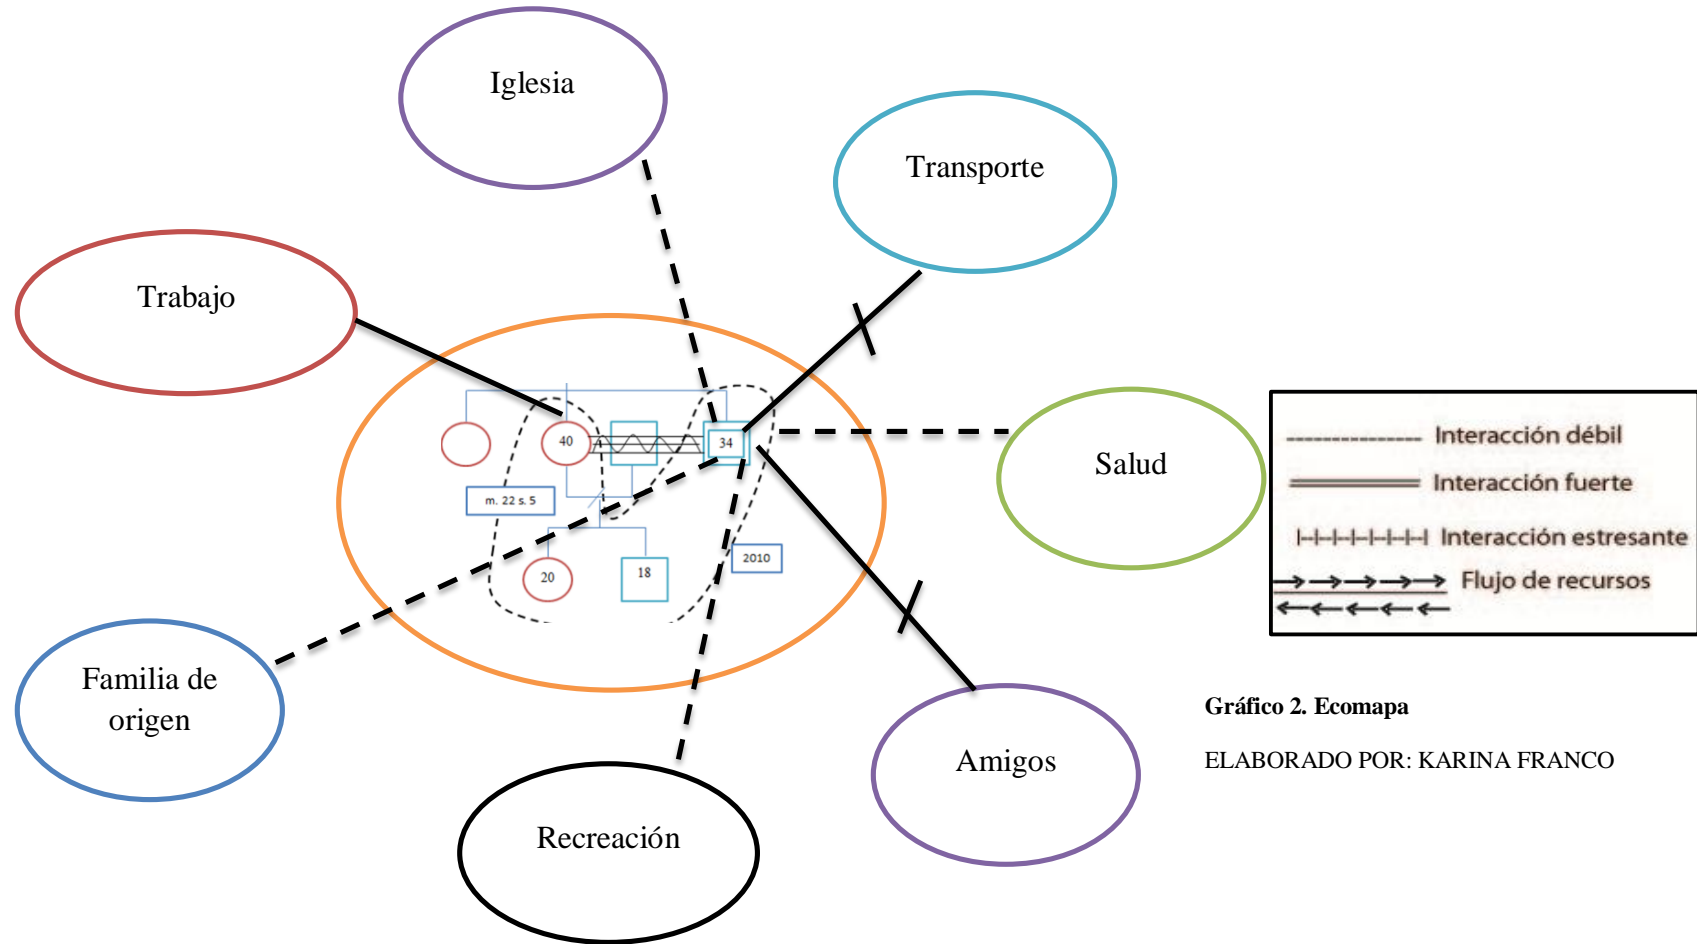 Iglesia
Transporte
Trabajo
40
34
m. 22 s. 5
20
18
2010
Salud
Interacción débil
Interacción fuerte
Interacción estresante
Flujo de recursos
Familia de
origen
Recreación
Amigos
Gráfico 2. Ecomapa
ELABORADO POR: KARINA FRANCO